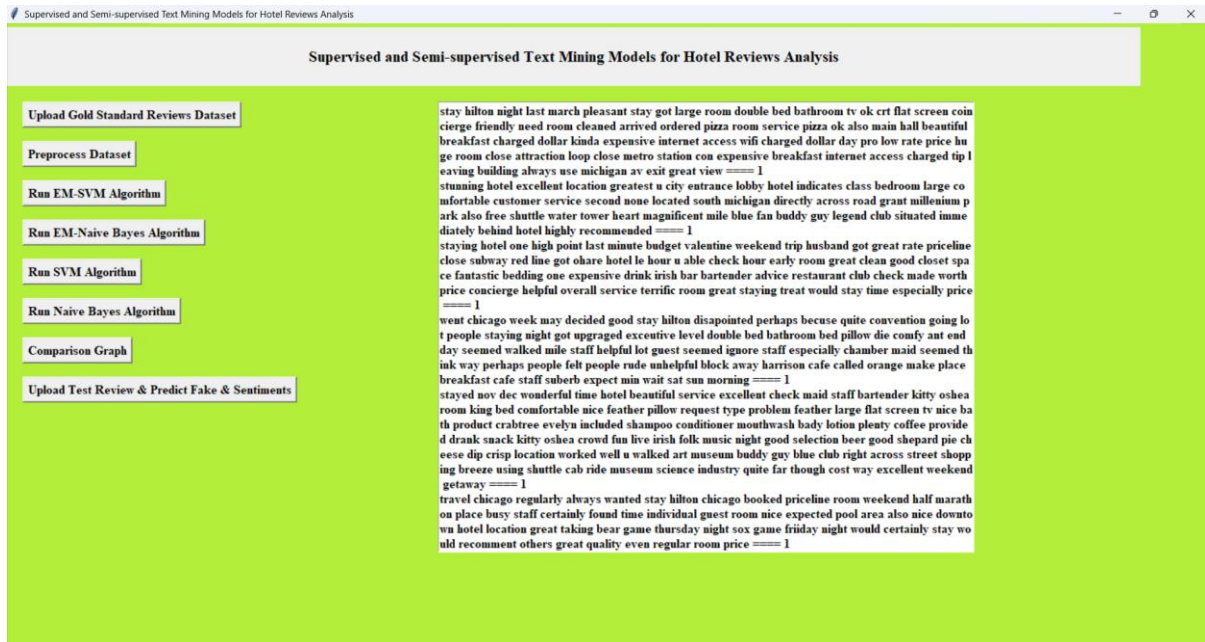 Supervised and Semi-supervised Text Mining Models for Hotel Reviews Analysis
Supervised and Semi-supervised Text Mining Models for Hotel Reviews Analysis
Upload Gold Standard Reviews Dataset
Preprocess Dataset
Run EM-SVM Algorithm
Run EM-Naive Bayes Algorithm
Run SVM Algorithm
Run Naive Bayes Algorithm
Comparison Graph
Upload Test Review & Predict Fake & Sentiments
stay hilton night last march pleasant stay got large room double bed bathroom tv ok crt flat screen coin
cierge friendly need room cleaned arrived ordered pizza room service pizza ok also main hall beautiful
breakfast charged dollar kinda expensive internet access wifi charged dollar day pro low rate price hu
ge room close attraction loop close metro station con expensive breakfast internet access charged tip l
eaving building always use michigan av exit great view ==== 1
stunning hotel excellent location greatest u city entrance lobby hotel indicates class bedroom large co
mfortable customer service second none located south michigan directly across road grant millenium p
ark also free shuttle water tower heart magnificent mile blue fan buddy guy legend club situated imme
diately behind hotel highly recommended ==== 1
staying hotel one high point last minute budget valentine weekend trip husband got great rate priceline
close subway red line got ohare hotel le hour u able check hour early room great clean good closet spa
ce fantastic bedding one expensive drink irish bar bartender advice restaurant club check made worth
price concierge helpful overall service terrific room great staying treat would stay time especially price
==== 1
went chicago week may decided good stay hilton disapointed perhaps becuse quite convention going lo
t people staying night got upgraged exceutive level double bed bathroom bed pillow die comfy ant end
day seemed walked mile staff helpful lot guest seemed ignore staff especially chamber maid seemed th
ink way perhaps people felt people rude unhelpful block away harrison cafe called orange make place
breakfast cafe staff suberb expect min wait sat sun morning ==== 1
stayed nov dec wonderful time hotel beautiful service excellent check maid staff bartender kitty oshea
room king bed comfortable nice feather pillow request type problem feather large flat screen tv nice ba
th product crabtree evelyn included shampoo conditioner mouthwash bady lotion plenty coffee provide
d drank snack kitty oshea crowd fun live irish folk music night good selection beer good shepard pie ch
eese dip crisp location worked well u walked art museum buddy guy blue club right across street shopp
ing breeze using shuttle cab ride museum science industry quite far though cost way excellent weekend
getaway ==== 1
travel chicago regularly always wanted stay hilton chicago booked priceline room weekend half marath
on place busy staff certainly found time individual guest room nice expected pool area also nice downto
wn hotel location great taking bear game thursday night sox game friiday night would certainly stay wo
uld recomment others great quality even regular room price ==== 1